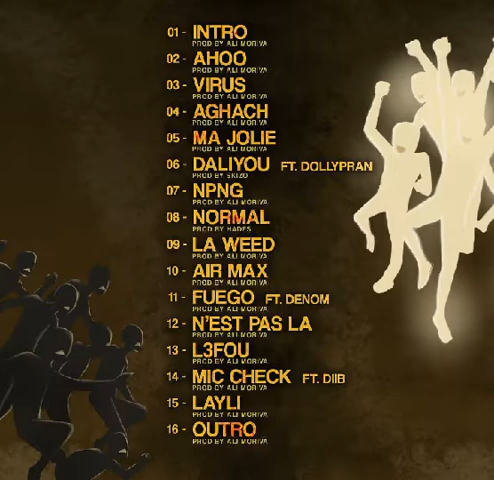 01 - INTRO
PROD BY ALI MORIVA
02 - AHOO
PROD BY ALI MORIVA
03 - VIRUS
PROD BY ALI MORIVA
04 - AGHACH
PROD BY ALI MORIVA
05 - MA JOLIE
PROD BY ALI MORIVA
06 - DALIYOU FT. DOLLYPRAN
PROD BY SKIZO
07 - NPNG
PROD BY ALI MORIVA
08 - NORMAL
PROD BY HADES
09 - LA WEED
PROD BY ALI MORIVA
10 - AIR MAX
PROD BY ALI MORIVA
11 - FUEGO FT. DENOM
PROD BY ALI MORIVA
12 - N'EST PAS LA
PROD BY ALI MORIVA
13 - L3FOU
PROD BY ALI MORIVA
14 - MIC CHECK FT. DIIB
PROD BY ALI MORIVA
15 - LAYLI
PROD BY ALI MORIVA
16 - OUTRO
PROD BY ALI MORIVA